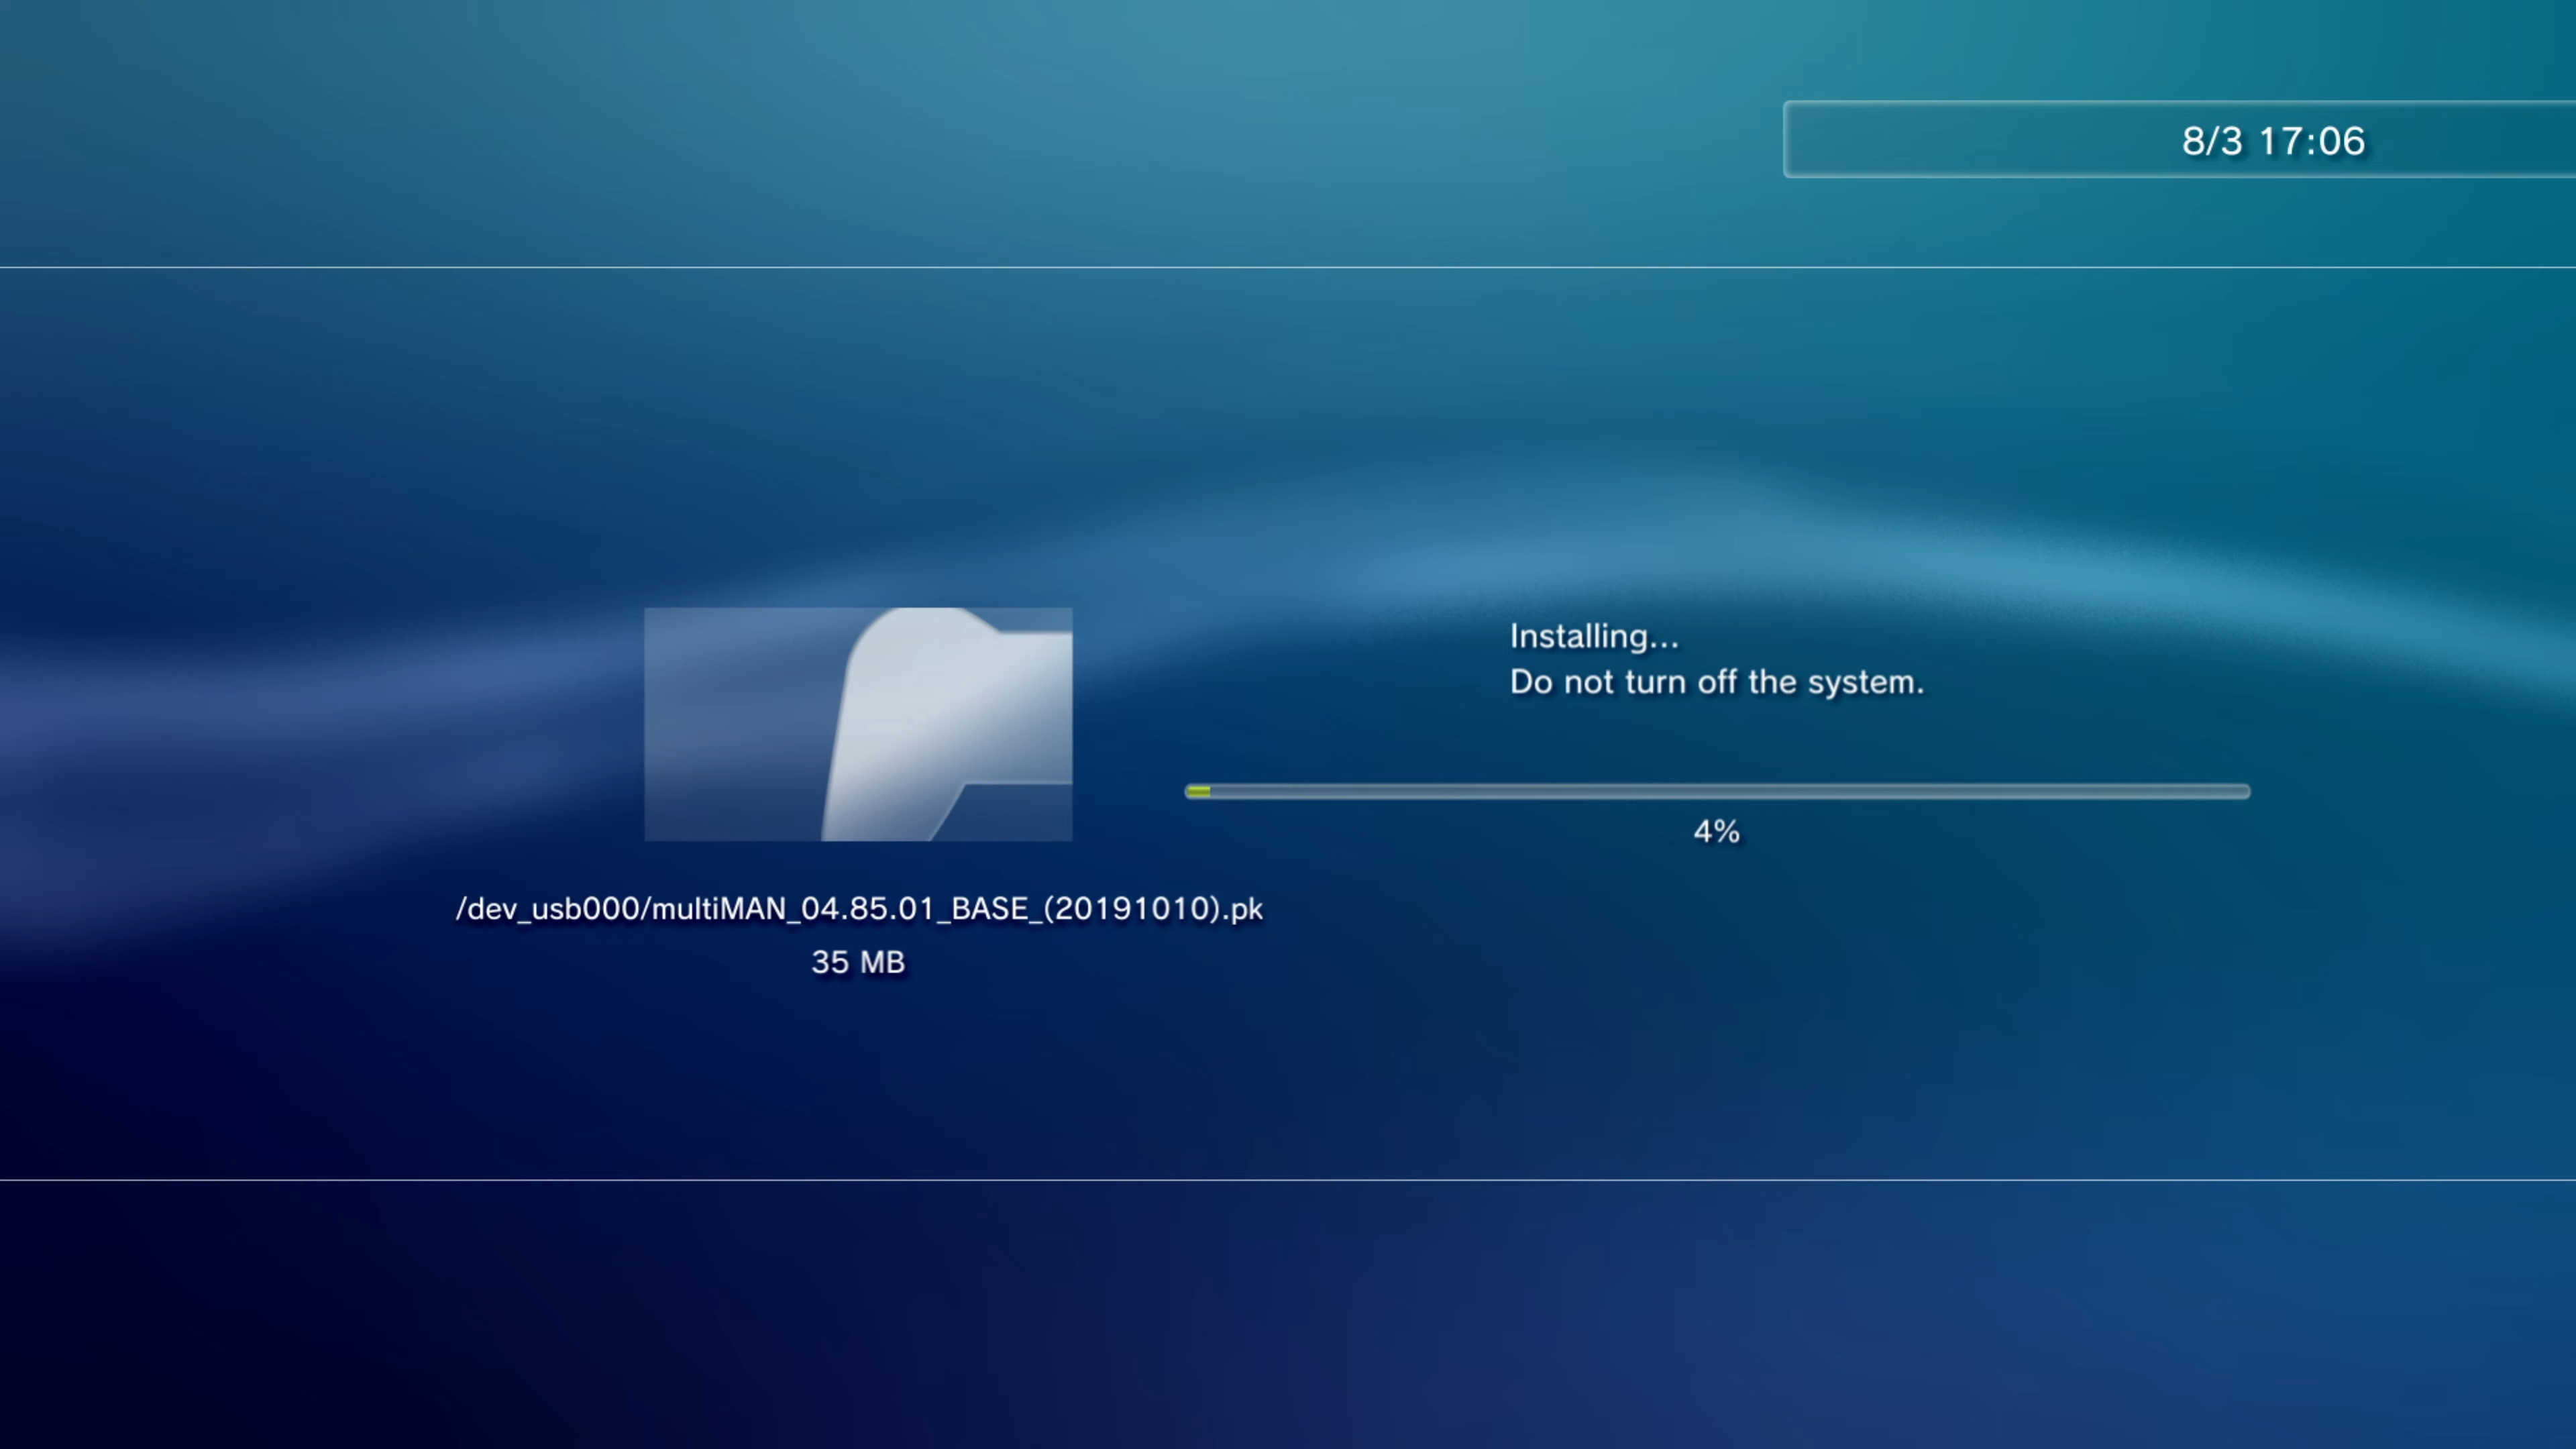 8/3 17:06
Installing...
Do not turn off the system.
4%
/dev_usb000/multiMAN_04.85.01_BASE_(20191010).pk
35 MB